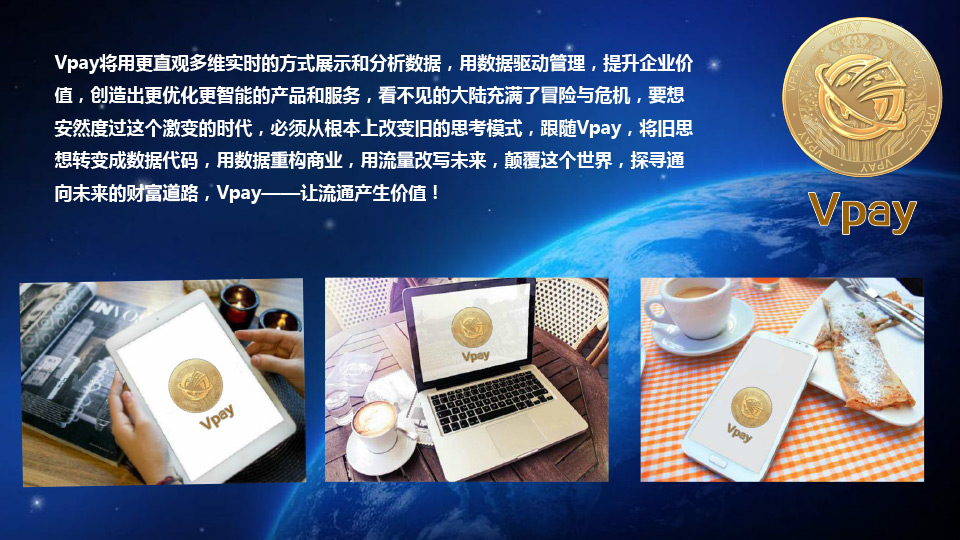 Vpay将用更直观多维实时的方式展示和分析数据，用数据驱动管理，提升企业价
值，创造出更优化更智能的产品和服务，看不见的大陆充满了冒险与危机，要想
安然度过这个激变的时代，必须从根本上改变旧的思考模式，跟随Vpay，将旧思
想转变成数据代码，用数据重构商业，用流量改写未来，颠覆这个世界，探寻通
向未来的财富道路，Vpay——让流通产生价值！
VPAY
VPAY
VPAY
VPAY
VPAY
Vpay
INVO
Vpay
Vpay
Vpay